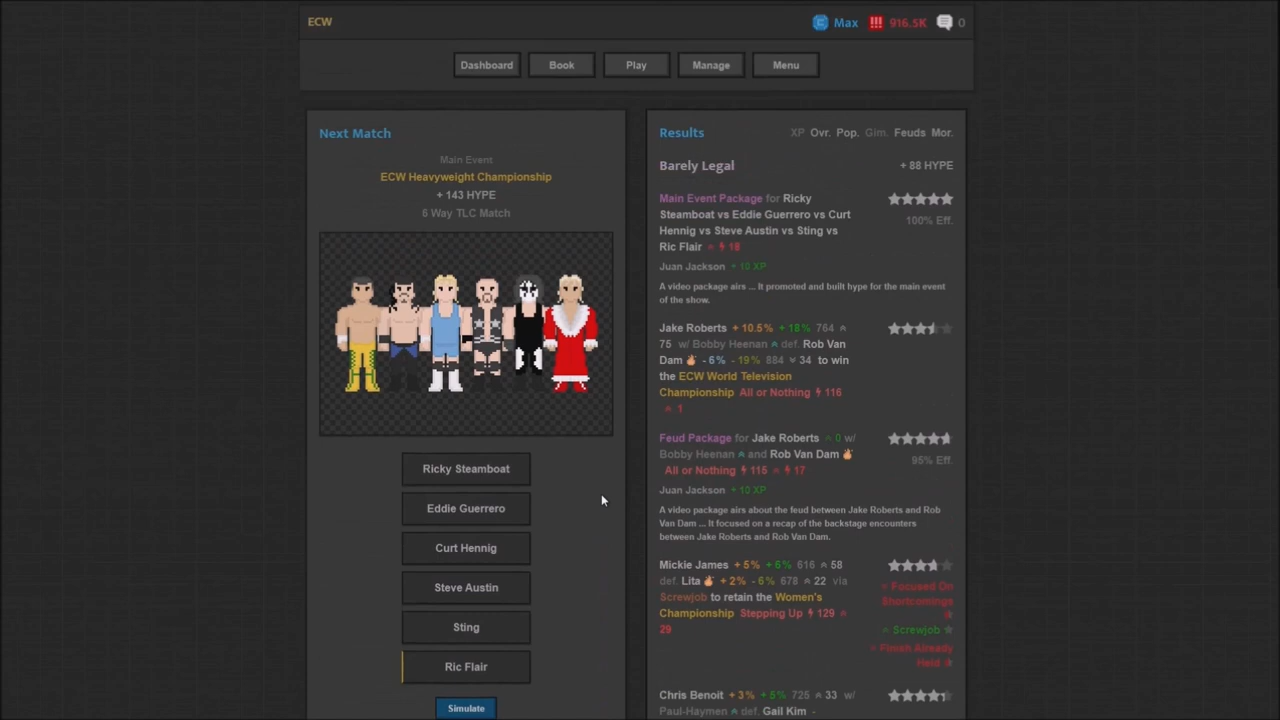 ECW
Max 916.5K 0
Dashboard Book Play Manage Menu
Next Match
Main Event
ECW Heavyweight Championship
+ 143 HYPE
6 Way TLC Match
Ricky Steamboat
Eddie Guerrero
Curt Hennig
Steve Austin
Sting
Ric Flair
Simulate
Results XP Ovr. Pop. Gim. Feuds Mor.
Barely Legal + 88 HYPE
Main Event Package for Ricky
Steamboat vs Eddie Guerrero vs Curt
Hennig vs Steve Austin vs Sting vs
Ric Flair 18
100% Eff.
Juan Jackson + 10 XP
A video package airs ... It promoted and built hype for the main event
of the show.
Jake Roberts + 10.5% + 18% 764
75 w/ Bobby Heenan def. Rob Van
Dam - 6% - 19% 884 34 to win
the ECW World Television
Championship All or Nothing 116
1
Feud Package for Jake Roberts 0 w/
Bobby Heenan and Rob Van Dam
All or Nothing 115 17
95% Eff.
Juan Jackson + 10 XP
A video package airs about the feud between Jake Roberts and Rob
Van Dam ... It focused on a recap of the backstage encounters
between Jake Roberts and Rob Van Dam.
Mickie James + 5% + 6% 616 58
def. Lita + 2% - 6% 678 22 via
Screwjob to retain the Women's
Championship Stepping Up 129
29
Focused On
Shortcomings
Screwjob
Finish Already
Held
Chris Benoit + 3% + 5% 725 33 w/
Paul-Haymen def. Gail Kim -